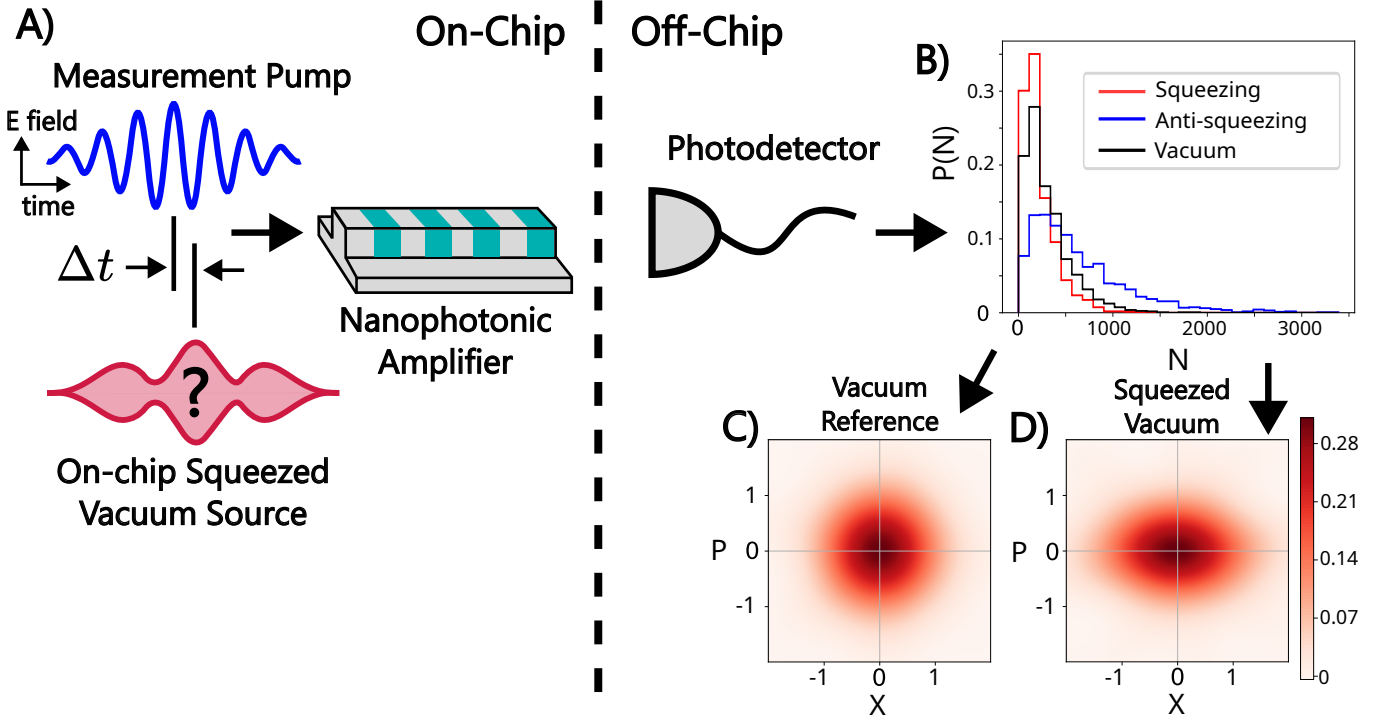 A)
On-Chip
Off-Chip
Measurement Pump
E field
time
Δt
?
On-chip Squeezed
Vacuum Source
Nanophotonic
Amplifier
Photodetector
B)
P(N)
0.3
0.2
0.1
0
Squeezing
Anti-squeezing
Vacuum
0 1000 2000 3000
N
Vacuum
Reference
C)
P
1
0
-1
-1 0 1
X
Squeezed
Vacuum
D)
P
1
0
-1
-1 0 1
X
0.28
0.21
0.14
0.07
0